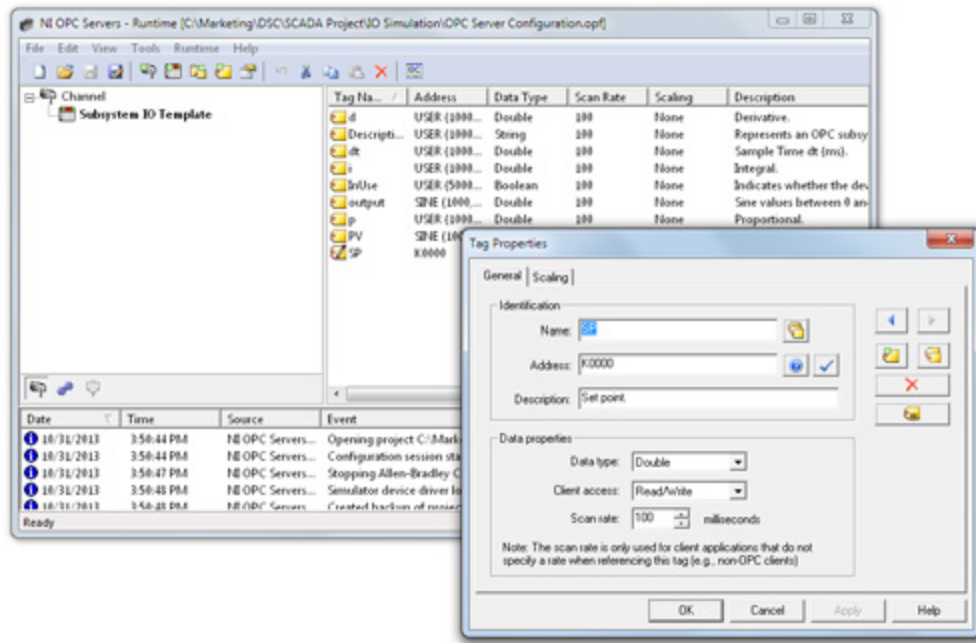 NI OPC Servers - Runtime [C:\Marketing\DSC\SCADA Project\IO Simulation\OPC Server Configuration.opf]
File Edit View Tools Runtime Help
Channel
Subsystem IO Template
Tag Na... / Address Data Type Scan Rate Scaling Description
d USER (1000... Double 100 None Derivative.
Descripti... USER (1000... String 100 None Represents an OPC subsy
dt USER (1000... Double 100 None Sample Time dt (ms).
i USER (1000... Double 100 None Integral.
InUse USER (5000... Boolean 100 None Indicates whether the dev
output SINE (1000,... Double 100 None Sine values between 0 an
p USER (1000... Double 100 None Proportional.
PV SINE (100
SP K0000
Date Time Source Event
10/31/2013 3:50:44 PM NI OPC Servers... Opening project C:\Mark
10/31/2013 3:50:44 PM NI OPC Servers... Configuration session sta
10/31/2013 3:50:47 PM NI OPC Servers... Stopping Allen-Bradley C
10/31/2013 3:50:48 PM NI OPC Servers... Simulator device driver lo
10/31/2013 3:50:48 PM NI OPC Servers... Created backup of project
Ready
Tag Properties
General Scaling
Identification
Name: SP
Address: K0000
Description: Set point.
Data properties
Data type: Double
Client access: Read/Write
Scan rate: 100 milliseconds
Note: The scan rate is only used for client applications that do not
specify a rate when referencing this tag (e.g., non-OPC clients)
OK Cancel Apply Help